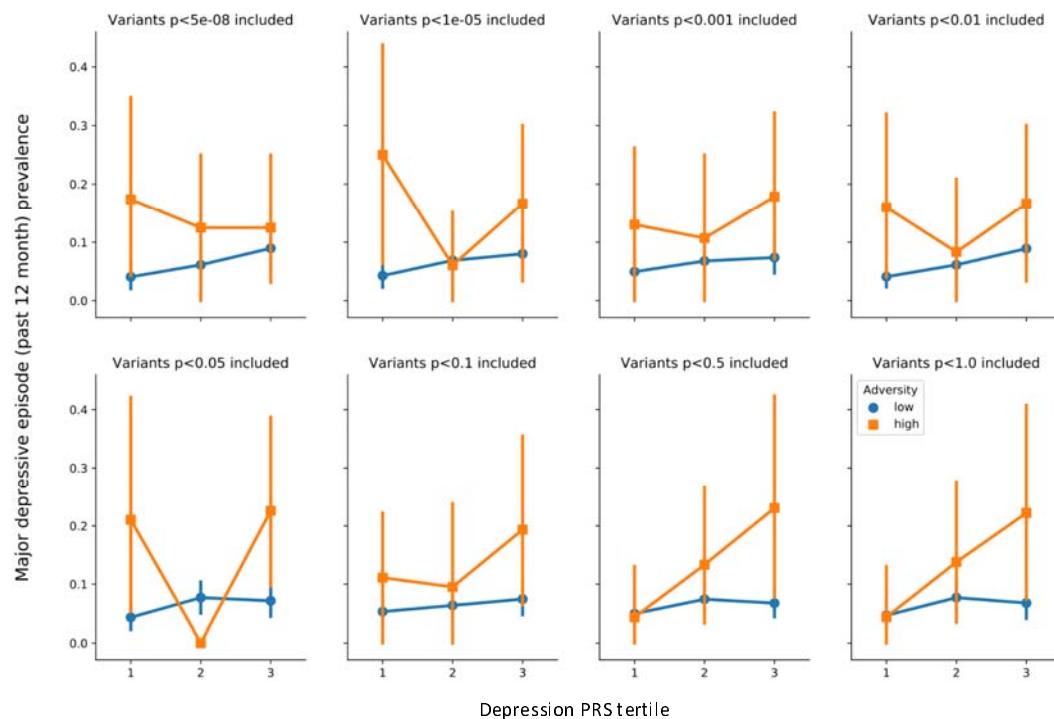 Variants p<5e-08 included
Variants p<1e-05 included
Variants p<0.001 included
Variants p<0.01 included
0.4
0.3
0.2
0.1
0.0
Major depressive episode (past 12 month) prevalence
Variants p<0.05 included
Variants p<0.1 included
Variants p<0.5 included
Variants p<1.0 included
0.4
0.3
0.2
0.1
0.0
Adversity
low
high
1 2 3
1 2 3
1 2 3
1 2 3
Depression PRS tertile